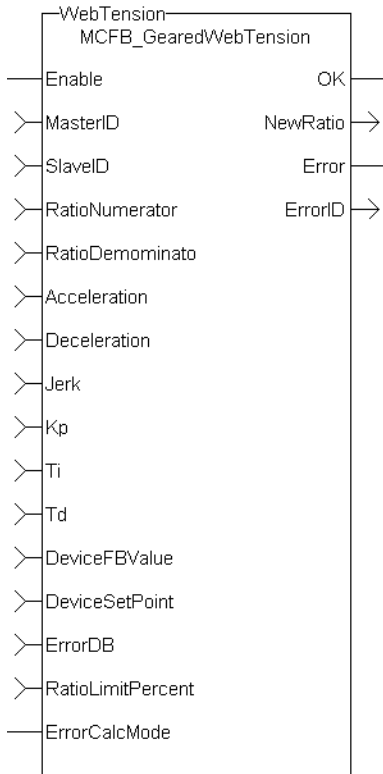 WebTension
MCFB_GearedWebTension
Enable OK
MasterID NewRatio
SlaveID Error
RatioNumerator ErrorID
RatioDemominato
Acceleration
Deceleration
Jerk
Kp
Ti
Td
DeviceFBValue
DeviceSetPoint
ErrorDB
RatioLimitPercent
ErrorCalcMode